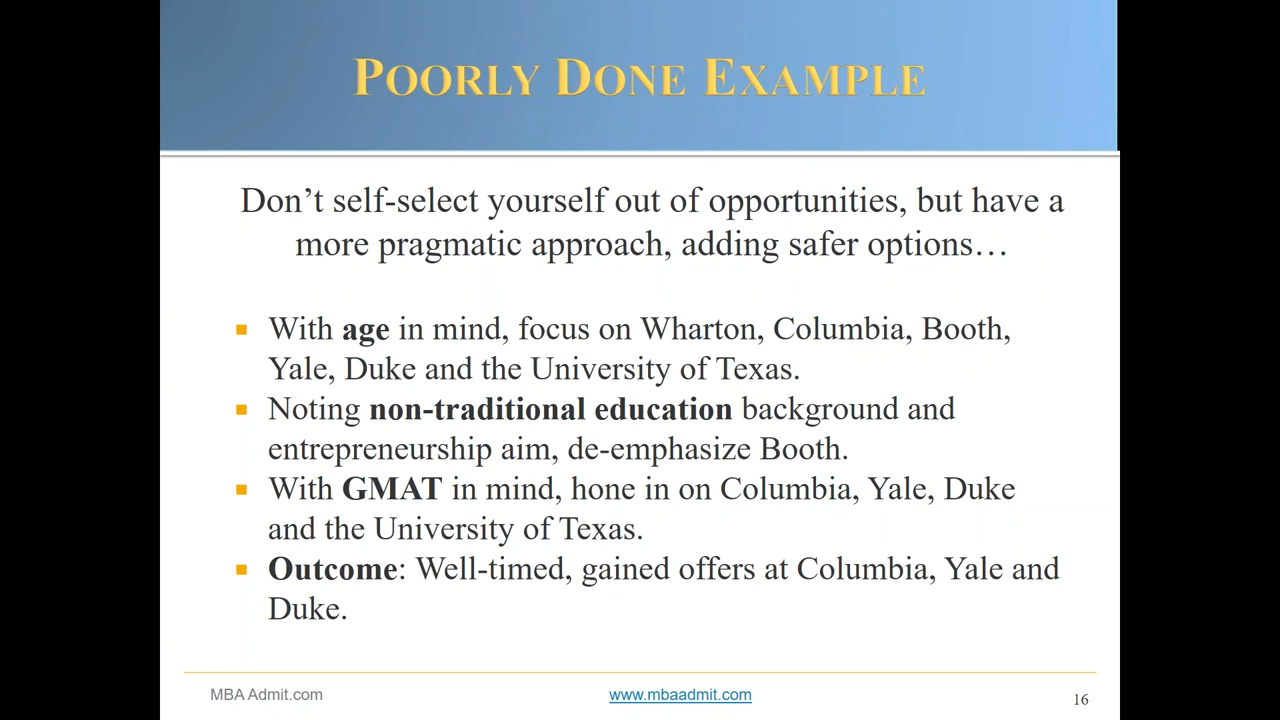 POORLY DONE EXAMPLE
Don't self-select yourself out of opportunities, but have a
more pragmatic approach, adding safer options…
▪ With age in mind, focus on Wharton, Columbia, Booth,
Yale, Duke and the University of Texas.
▪ Noting non-traditional education background and
entrepreneurship aim, de-emphasize Booth.
▪ With GMAT in mind, hone in on Columbia, Yale, Duke
and the University of Texas.
▪ Outcome: Well-timed, gained offers at Columbia, Yale and
Duke.
MBA Admit.com
www.mbaadmit.com
16